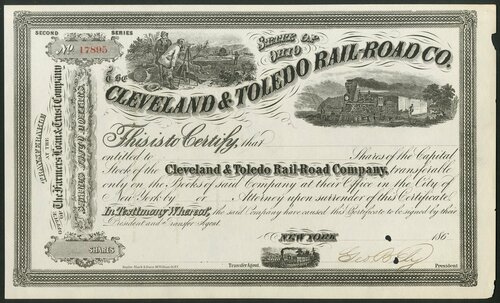 SECOND SERIES
No. 17895
STATE OF
OHIO
THE
CLEVELAND & TOLEDO RAIL-ROAD CO.
TRANSFERABLE
AT THE
OFFICE OF The Farmers Loan & Trust Company
SHARES FIFTY DOLLARS
This is to Certify, that
entitled to Shares of the Capital
Stock of the Cleveland & Toledo Rail-Road Company, transferable
only on the Books of said Company at their Office in the City of
New York by or Attorney upon surrender of this Certificate.
In Testimony Whereof, the said Company have caused this Certificate to be signed by their
President and Transfer Agent.
SHARES
NEW YORK 186
Transfer Agent.
President